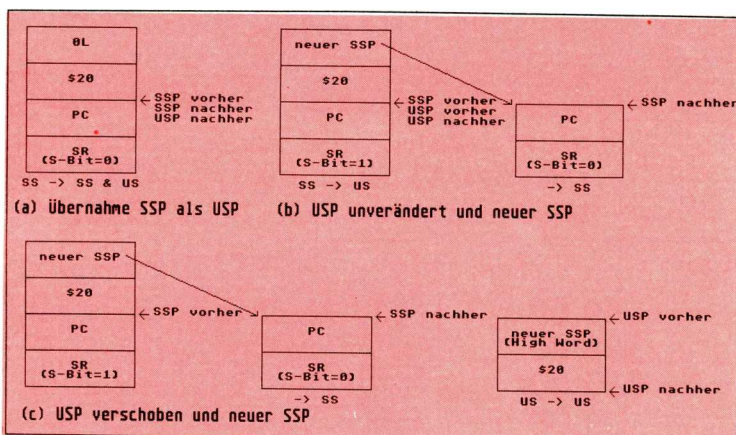 0L
$20
PC
SR
(S-Bit=0)
← SSP vorher
SSP nachher
USP nachher
SS -> SS & US
(a) Übernahme SSP als USP
neuer SSP
$20
PC
SR
(S-Bit=1)
← SSP vorher
USP vorher
USP nachher
SS -> US
← SSP nachher
PC
SR
(S-Bit=0)
-> SS
(b) USP unverändert und neuer SSP
neuer SSP
$20
PC
SR
(S-Bit=1)
← SSP vorher
← SSP nachher
PC
SR
(S-Bit=0)
-> SS
← USP vorher
neuer SSP
(High Word)
$20
← USP nachher
US -> US
(c) USP verschoben und neuer SSP